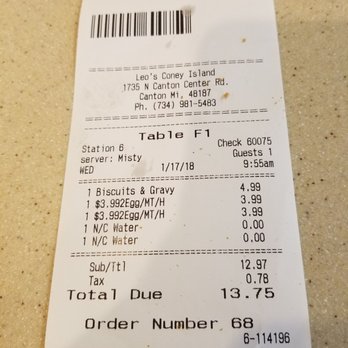 Leo's Coney Island
1735 N Canton Center Rd.
Canton Mi, 48187
Ph. (734) 981-5483
Table F1
Station 6 Check 60075
server: Misty Guests 1
WED 1/17/18 9:55am
1 Biscuits & Gravy 4.99
1 $3.992Egg/MT/H 3.99
1 $3.992Egg/MT/H 3.99
1 N/C Water 0.00
1 N/C Water 0.00
Sub/Ttl 12.97
Tax 0.78
Total Due 13.75
Order Number 68
6-114196